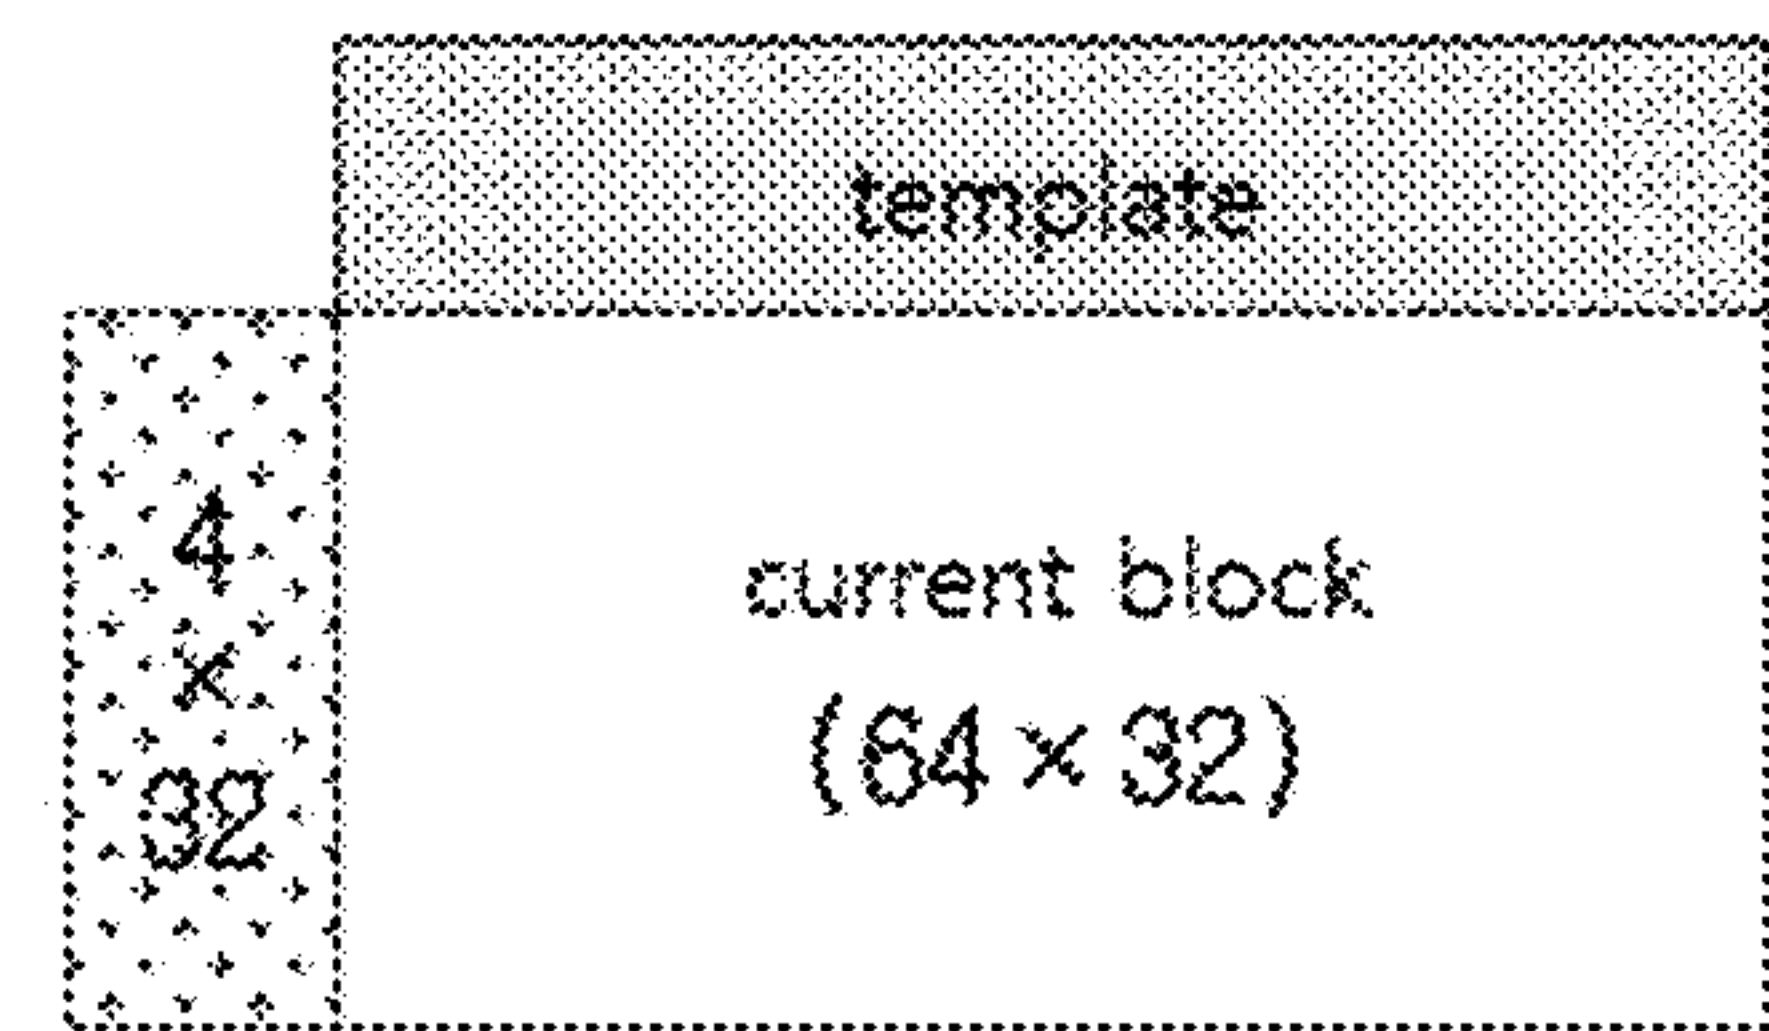 template
4
×
32
current block
(64 × 32)